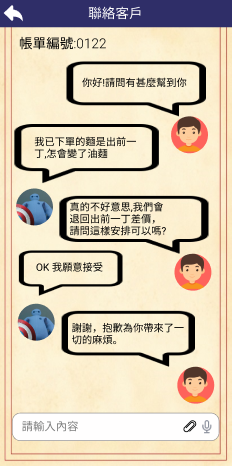 聯絡客戶
帳單編號:0122
你好!請問有甚麼幫到你
我已下單的麵是出前一
丁,怎會變了油麵
真的不好意思,我們會
退回出前一丁差價,
請問這樣安排可以嗎?
OK 我願意接受
謝謝，抱歉為你帶來了一
切的麻煩。
請輸入內容